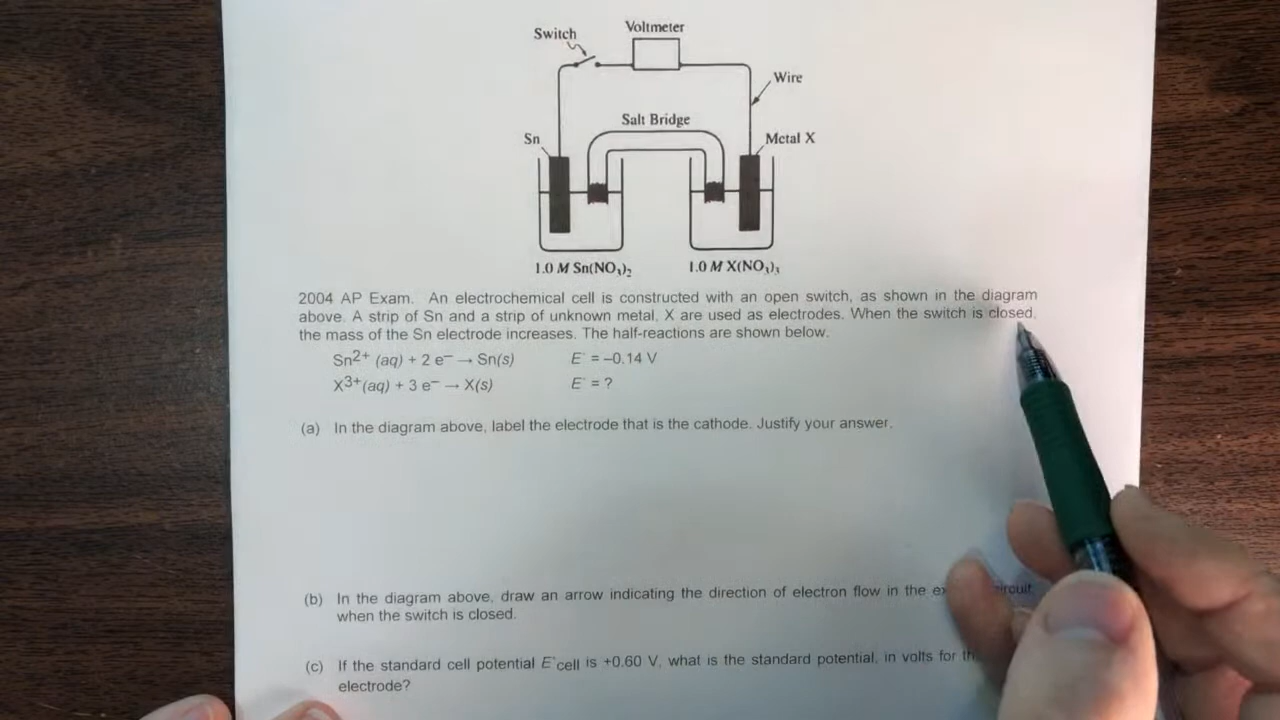 Voltmeter
Switch
Wire
Salt Bridge
Sn
Metal X
1.0 M Sn(NO3)2
1.0 M X(NO3)3
2004 AP Exam. An electrochemical cell is constructed with an open switch, as shown in the diagram
above. A strip of Sn and a strip of unknown metal, X are used as electrodes. When the switch is closed,
the mass of the Sn electrode increases. The half-reactions are shown below.
Sn2+ (aq) + 2 e− → Sn(s) E° = −0.14 V
X3+(aq) + 3 e− → X(s) E° = ?
(a) In the diagram above, label the electrode that is the cathode. Justify your answer.
(b) In the diagram above, draw an arrow indicating the direction of electron flow in the
when the switch is closed.
(c) If the standard cell potential E°cell is +0.60 V, what is the standard potential, in volts for
electrode?